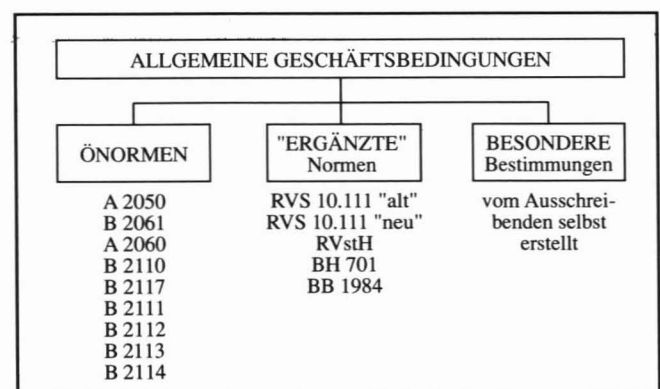 ALLGEMEINE GESCHÄFTSBEDINGUNGEN
ÖNORMEN
A 2050
B 2061
A 2060
B 2110
B 2117
B 2111
B 2112
B 2113
B 2114
"ERGÄNZTE"
Normen
RVS 10.111 "alt"
RVS 10.111 "neu"
RVstH
BH 701
BB 1984
BESONDERE
Bestimmungen
vom Ausschrei-
benden selbst
erstellt